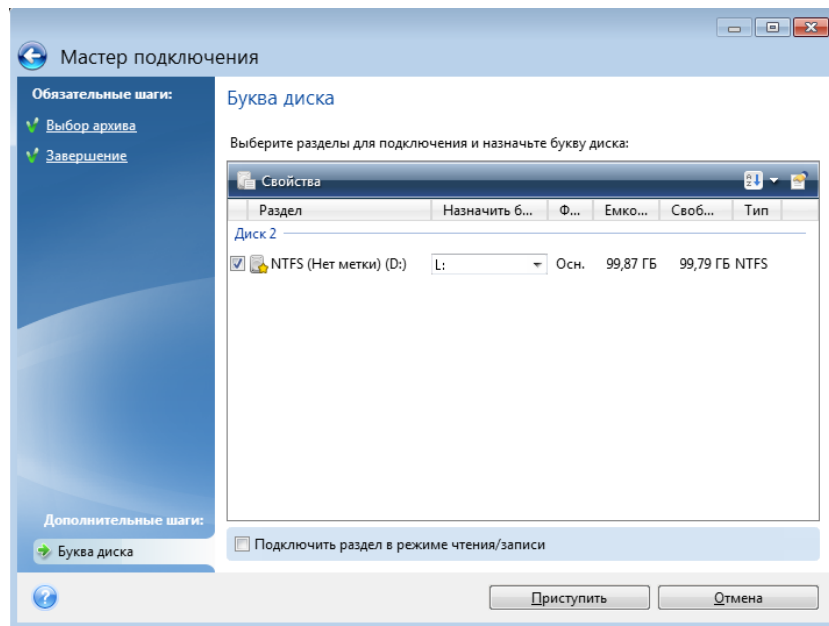 Мастер подключения
Обязательные шаги:
Выбор архива
Завершение
Буква диска
Выберите разделы для подключения и назначьте букву диска:
Свойства
Раздел Назначить б... Ф... Емко... Своб... Тип
Диск 2
NTFS (Нет метки) (D:) L: Осн. 99,87 ГБ 99,79 ГБ NTFS
Дополнительные шаги:
Буква диска
Подключить раздел в режиме чтения/записи
Приступить Отмена